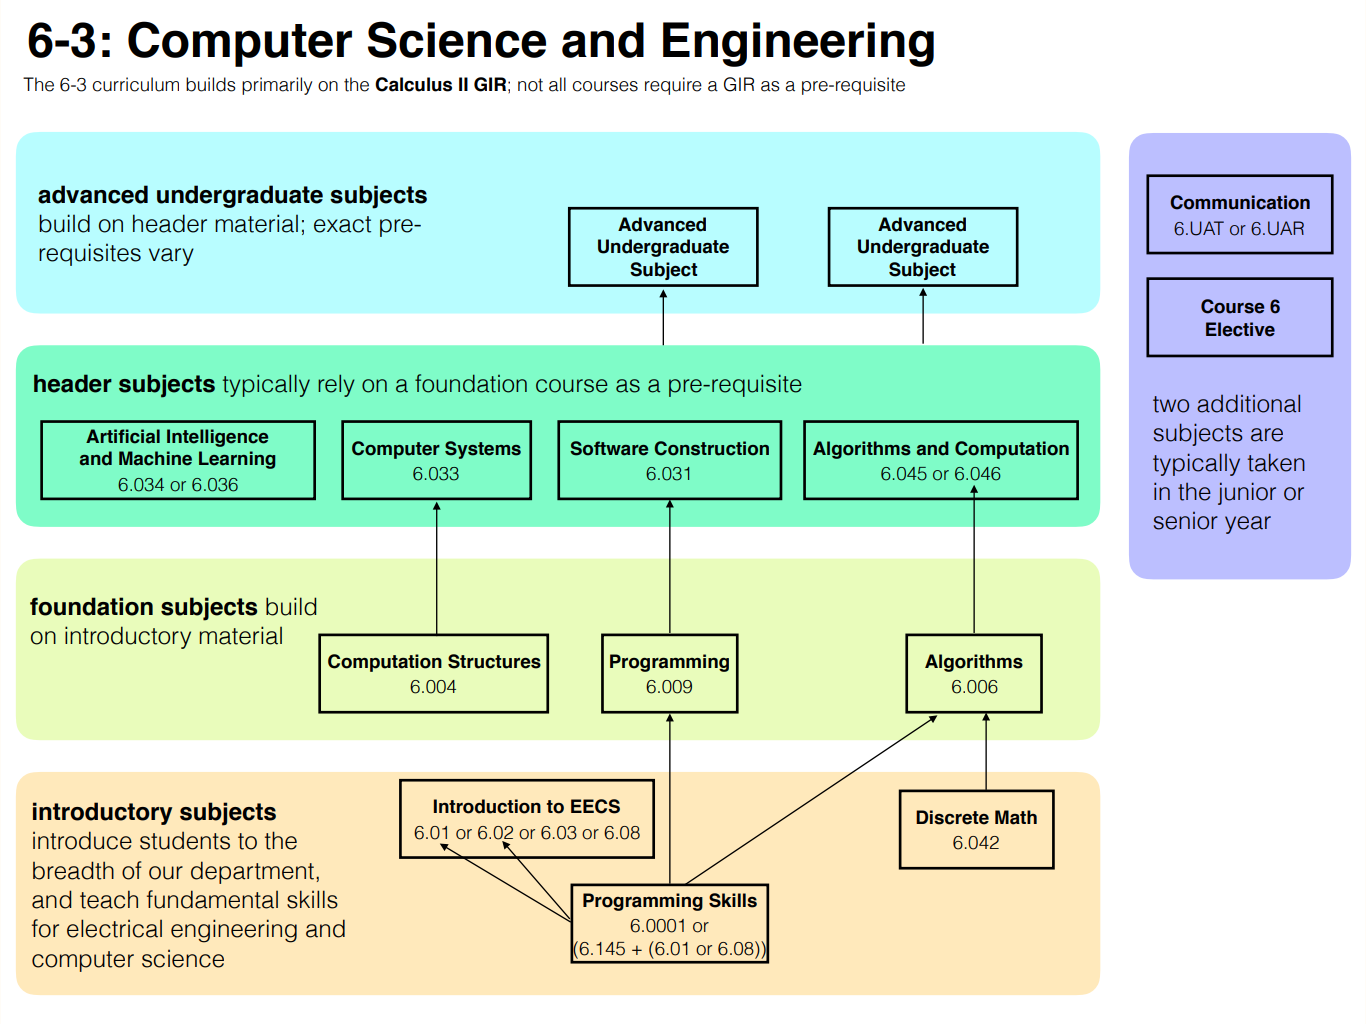 6-3: Computer Science and Engineering
The 6-3 curriculum builds primarily on the Calculus II GIR; not all courses require a GIR as a pre-requisite
advanced undergraduate subjects
build on header material; exact pre-
requisites vary
Advanced
Undergraduate
Subject
Advanced
Undergraduate
Subject
Communication
6.UAT or 6.UAR
Course 6
Elective
two additional
subjects are
typically taken
in the junior or
senior year
header subjects typically rely on a foundation course as a pre-requisite
Artificial Intelligence
and Machine Learning
6.034 or 6.036
Computer Systems
6.033
Software Construction
6.031
Algorithms and Computation
6.045 or 6.046
foundation subjects build
on introductory material
Computation Structures
6.004
Programming
6.009
Algorithms
6.006
introductory subjects
introduce students to the
breadth of our department,
and teach fundamental skills
for electrical engineering and
computer science
Introduction to EECS
6.01 or 6.02 or 6.03 or 6.08
Programming Skills
6.0001 or
(6.145 + (6.01 or 6.08))
Discrete Math
6.042